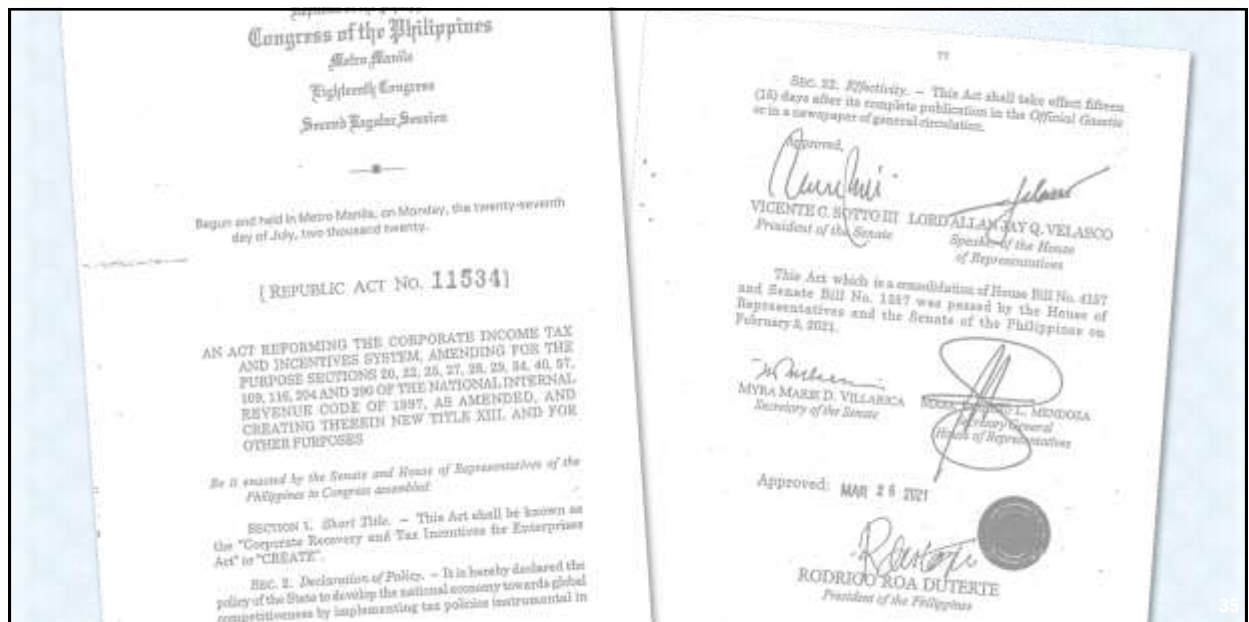 Congress of the Philippines
Metro Manila
Eighteenth Congress
Second Regular Session
Begun and held in Metro Manila, on Monday, the twenty-seventh
day of July, two thousand twenty.
[ REPUBLIC ACT NO. 11534 ]
AN ACT REFORMING THE CORPORATE INCOME TAX
AND INCENTIVES SYSTEM, AMENDING FOR THE
PURPOSE SECTIONS 20, 22, 25, 27, 28, 29, 34, 40, 57,
109, 116, 204 AND 290 OF THE NATIONAL INTERNAL
REVENUE CODE OF 1997, AS AMENDED, AND
CREATING THEREIN NEW TITLE XIII, AND FOR
OTHER PURPOSES
Be it enacted by the Senate and House of Representatives of the
Philippines in Congress assembled:
SECTION 1. Short Title. – This Act shall be known as
the "Corporate Recovery and Tax Incentives for Enterprises
Act" or "CREATE".
SEC. 2. Declaration of Policy. – It is hereby declared the
policy of the State to develop the national economy towards global
competitiveness by implementing tax policies instrumental in
77
SEC. 22. Effectivity. – This Act shall take effect fifteen
(15) days after its complete publication in the Official Gazette
or in a newspaper of general circulation.
Approved,
VICENTE C. SOTTO III LORD ALLAN JAY Q. VELASCO
President of the Senate Speaker of the House
of Representatives
This Act which is a consolidation of House Bill No. 4157
and Senate Bill No. 1357 was passed by the House of
Representatives and the Senate of the Philippines on
February 3, 2021.
MYRA MARIE D. VILLARICA L. MENDOZA
Secretary of the Senate Secretary General
House of Representatives
Approved: MAR 26 2021
RODRIGO ROA DUTERTE
President of the Philippines
35